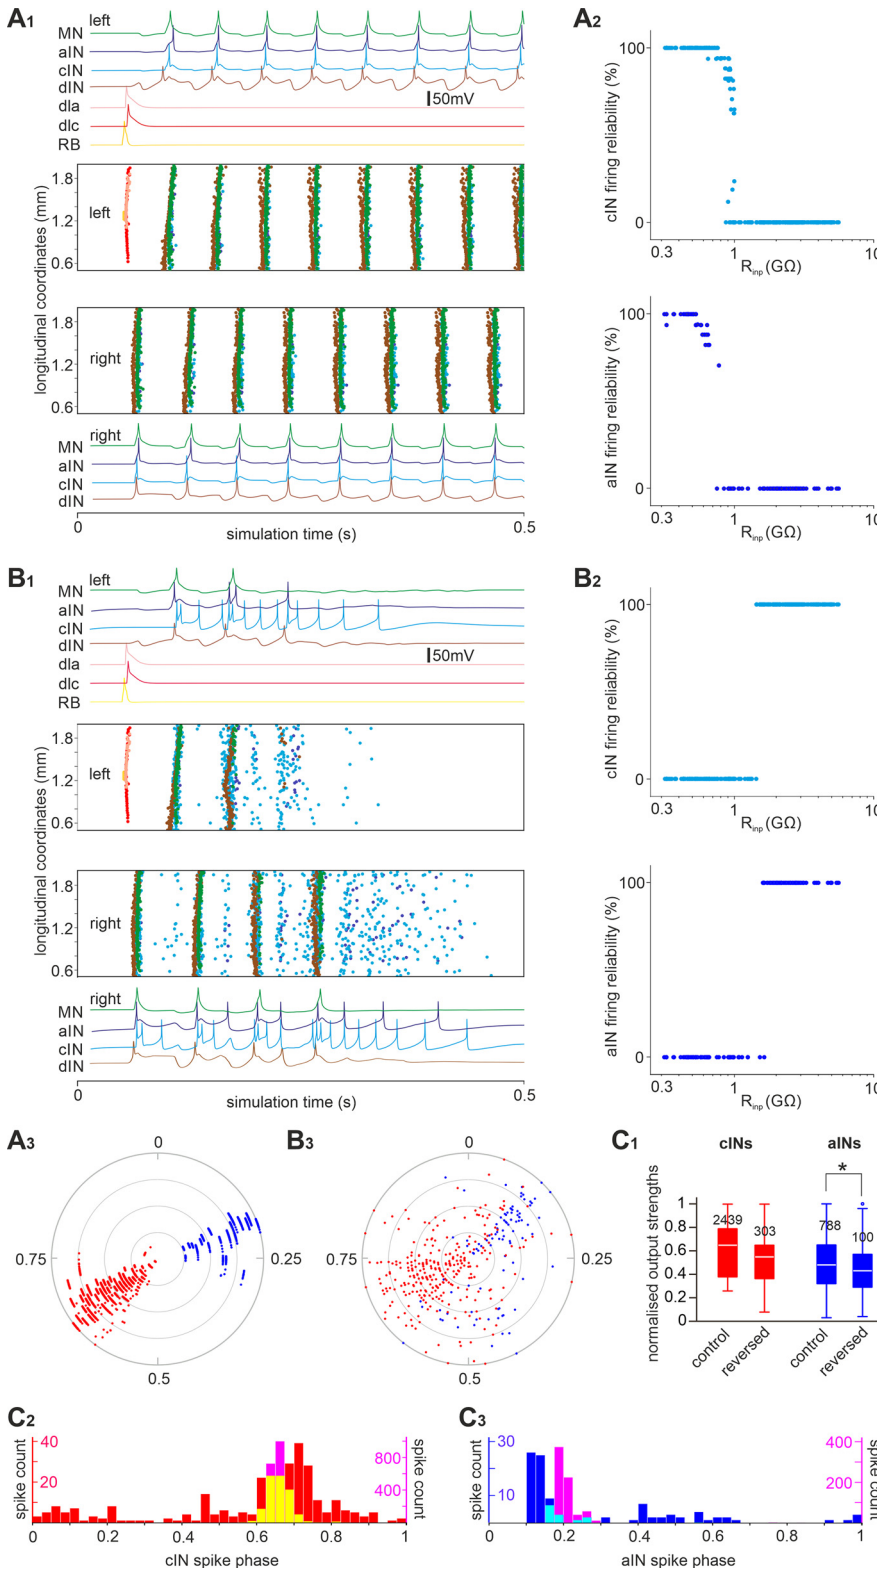 A1
left
MN
aIN
cIN
dIN
dla
dlc
RB
50mV
longitudinal coordinates (mm)
1.8
1.2
0.6
left
1.8
1.2
0.6
right
right
MN
aIN
cIN
dIN
0
0.5
simulation time (s)
A2
cIN firing reliability (%)
100
0
0.3
1
10
Rinp (GΩ)
aIN firing reliability (%)
100
0
0.3
1
10
Rinp (GΩ)
B1
left
MN
aIN
cIN
dIN
dla
dlc
RB
50mV
longitudinal coordinates (mm)
1.8
1.2
0.6
left
1.8
1.2
0.6
right
right
MN
aIN
cIN
dIN
0
0.5
simulation time (s)
B2
cIN firing reliability (%)
100
0
0.3
1
10
Rinp (GΩ)
aIN firing reliability (%)
100
0
0.3
1
10
Rinp (GΩ)
A3
0
0.75
0.25
0.5
B3
0
0.75
0.25
0.5
C1
cINs
aINs
*
normalised output strengths
1
0.8
0.6
0.4
0.2
0
2439
303
788
100
control
reversed
control
reversed
C2
spike count
40
20
800
400
spike count
0
0.2
0.4
0.6
0.8
1
cIN spike phase
C3
spike count
30
10
400
200
spike count
0
0.2
0.4
0.6
0.8
1
aIN spike phase